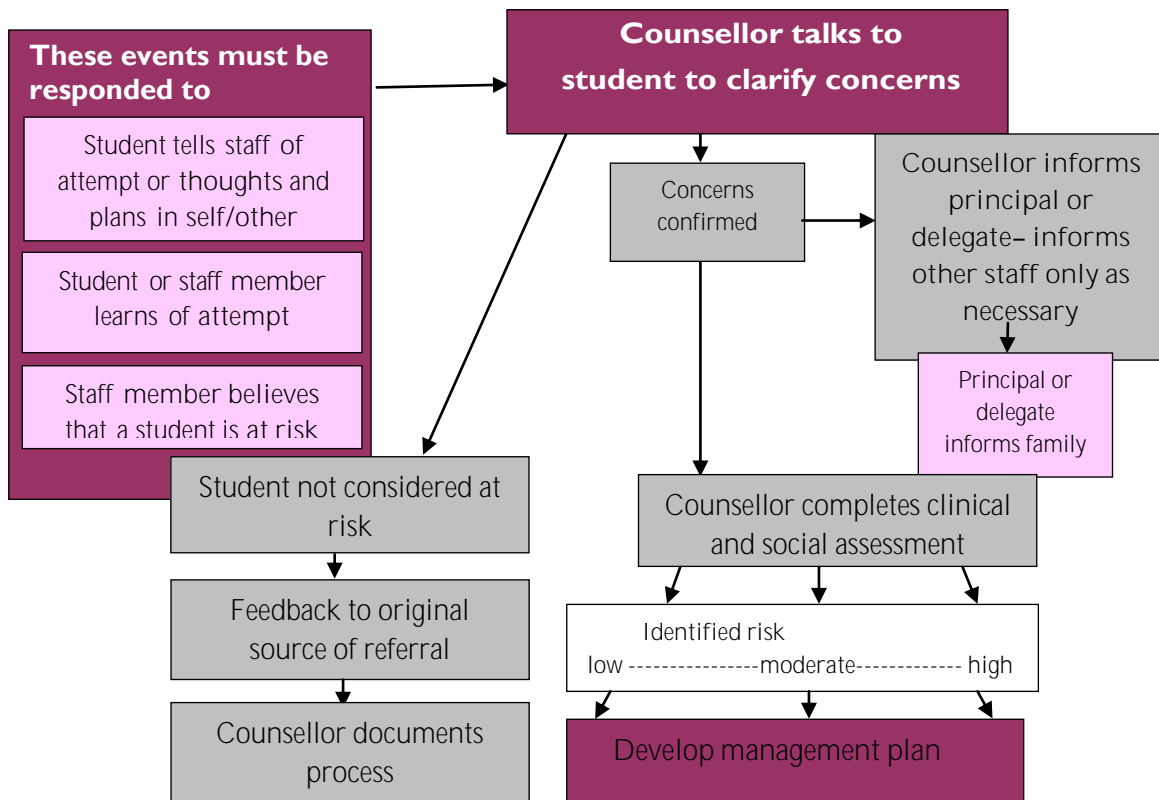 These events must be
responded to
Student tells staff of
attempt or thoughts and
plans in self/other
Student or staff member
learns of attempt
Staff member believes
that a student is at risk
Counsellor talks to
student to clarify concerns
Concerns
confirmed
Counsellor informs
principal or
delegate– informs
other staff only as
necessary
Principal or
delegate
informs family
Student not considered at
risk
Feedback to original
source of referral
Counsellor documents
process
Counsellor completes clinical
and social assessment
Identified risk
low ----------------moderate------------- high
Develop management plan